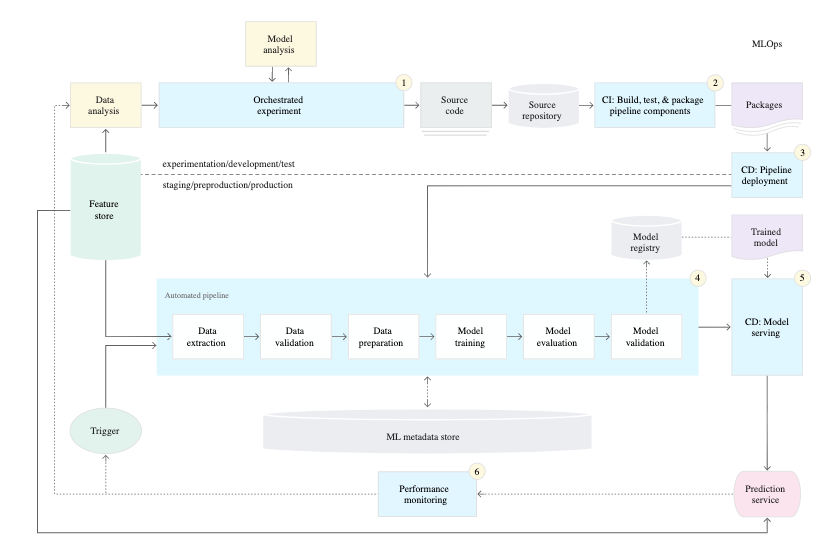 Model
analysis
MLOps
1
2
Data
analysis
Orchestrated
experiment
Source
code
Source
repository
CI: Build, test, & package
pipeline components
Packages
3
experimentation/development/test
staging/preproduction/production
CD: Pipeline
deployment
Feature
store
Model
registry
Trained
model
4
5
Automated pipeline
Data
extraction
Data
validation
Data
preparation
Model
training
Model
evaluation
Model
validation
CD: Model
serving
Trigger
ML metadata store
6
Performance
monitoring
Prediction
service